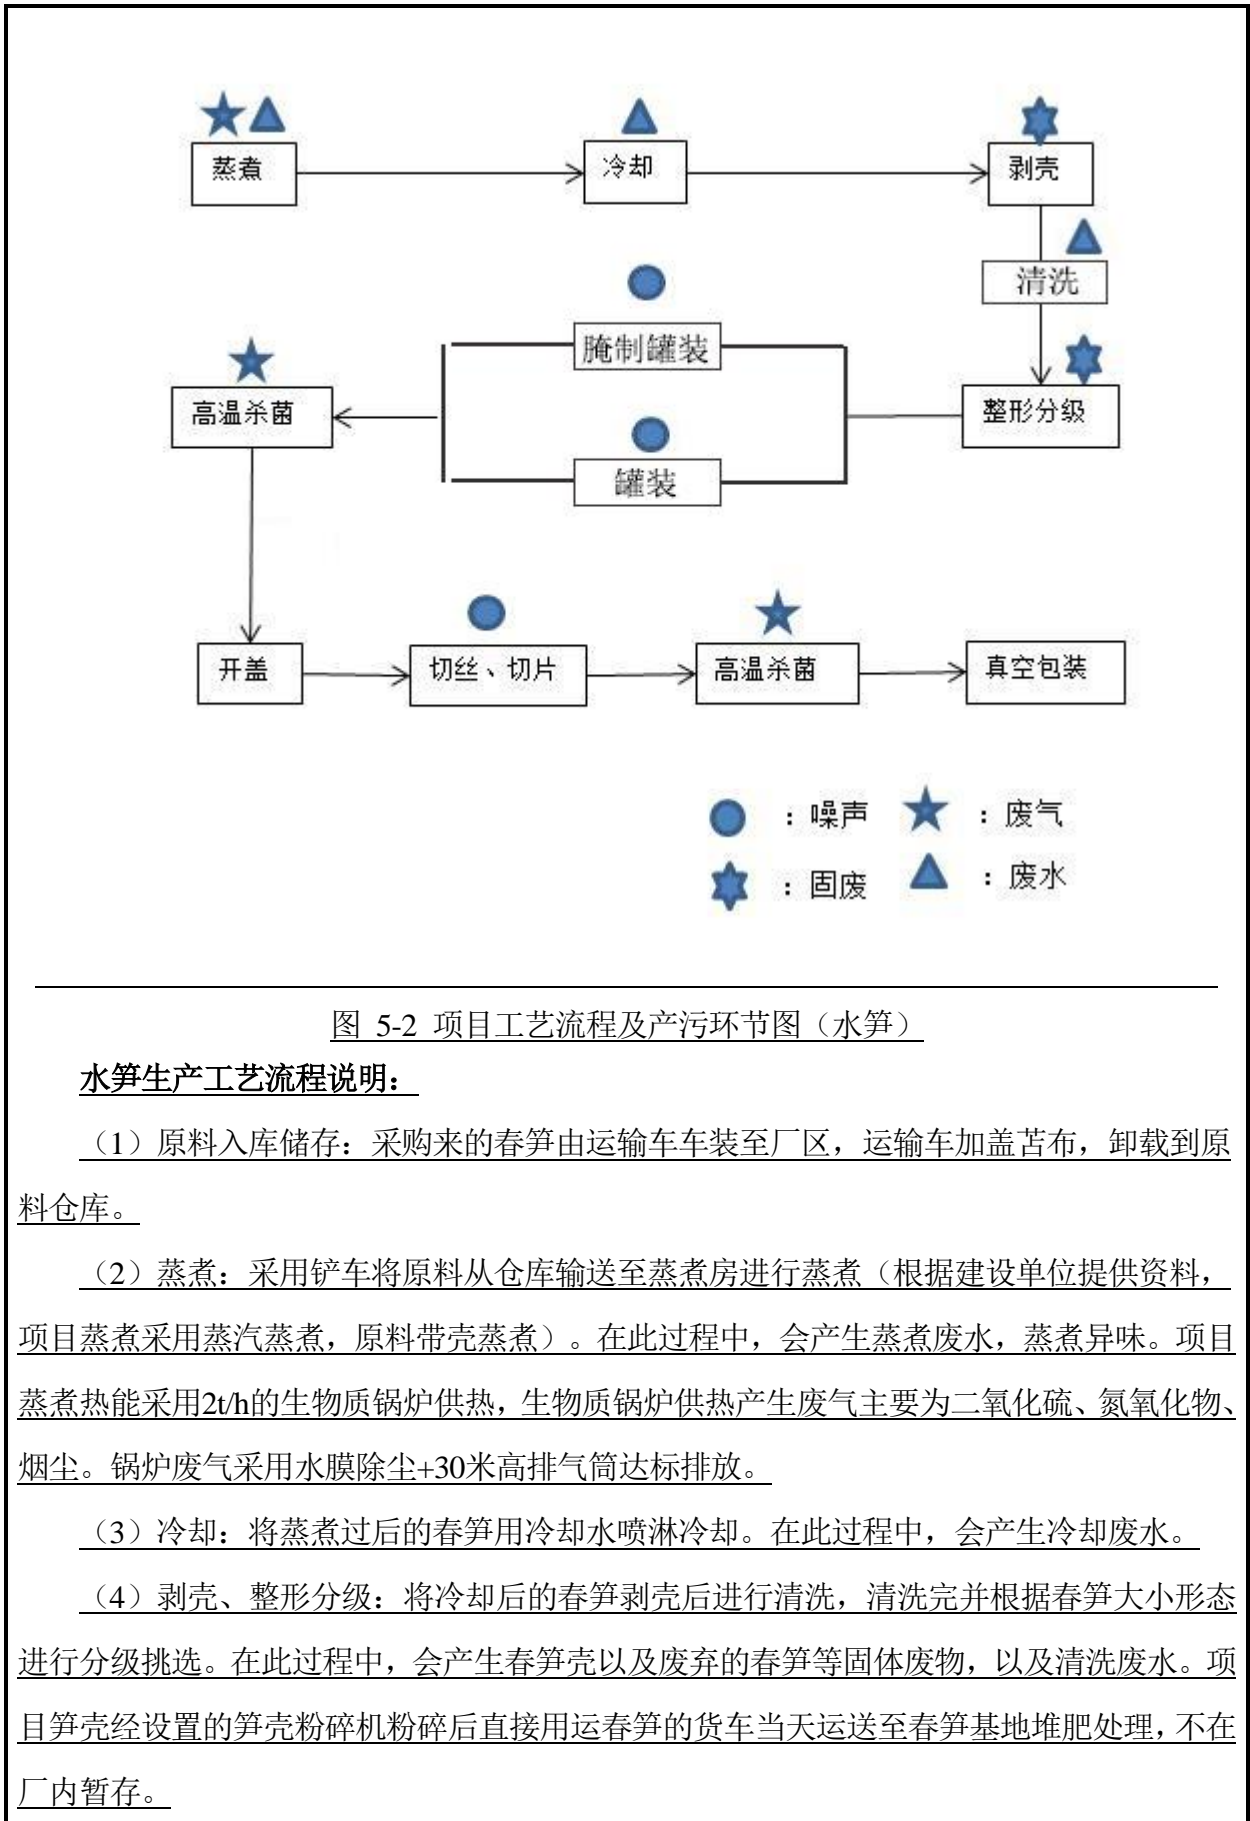 蒸煮
冷却
剥壳
清洗
腌制罐装
高温杀菌
整形分级
罐装
开盖
切丝、切片
高温杀菌
真空包装
：噪声
：废气
：固废
：废水
图 5-2 项目工艺流程及产污环节图（水笋）
水笋生产工艺流程说明：
（1）原料入库储存：采购来的春笋由运输车车装至厂区，运输车加盖苫布，卸载到原
料仓库。
（2）蒸煮：采用铲车将原料从仓库输送至蒸煮房进行蒸煮（根据建设单位提供资料，
项目蒸煮采用蒸汽蒸煮，原料带壳蒸煮）。在此过程中，会产生蒸煮废水，蒸煮异味。项目
蒸煮热能采用2t/h的生物质锅炉供热，生物质锅炉供热产生废气主要为二氧化硫、氮氧化物、
烟尘。锅炉废气采用水膜除尘+30米高排气筒达标排放。
（3）冷却：将蒸煮过后的春笋用冷却水喷淋冷却。在此过程中，会产生冷却废水。
（4）剥壳、整形分级：将冷却后的春笋剥壳后进行清洗，清洗完并根据春笋大小形态
进行分级挑选。在此过程中，会产生春笋壳以及废弃的春笋等固体废物，以及清洗废水。项
目笋壳经设置的笋壳粉碎机粉碎后直接用运春笋的货车当天运送至春笋基地堆肥处理，不在
厂内暂存。